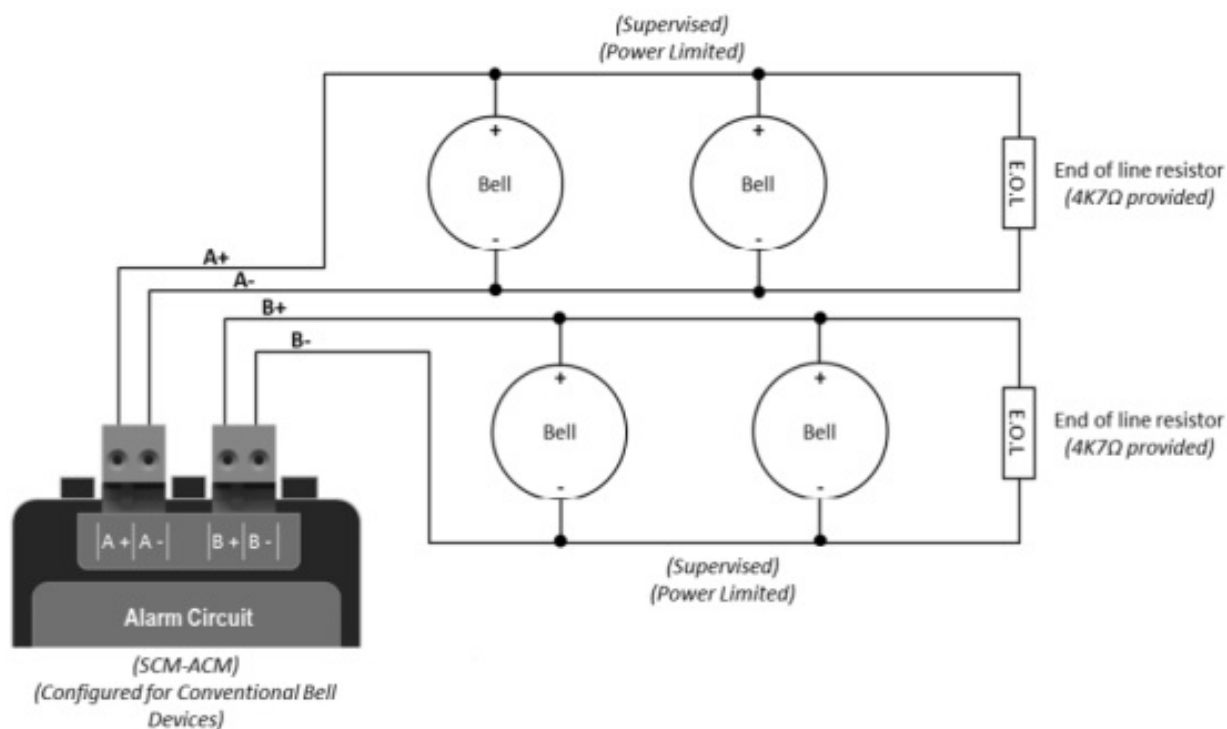 (Supervised)
(Power Limited)
+
Bell
-
+
Bell
-
E.O.L
End of line resistor
(4K7Ω provided)
A+
A-
B+
B-
+
Bell
-
+
Bell
-
E.O.L
End of line resistor
(4K7Ω provided)
(Supervised)
(Power Limited)
|A +|A -| |B +|B -|
Alarm Circuit
(SCM-ACM)
(Configured for Conventional Bell
Devices)